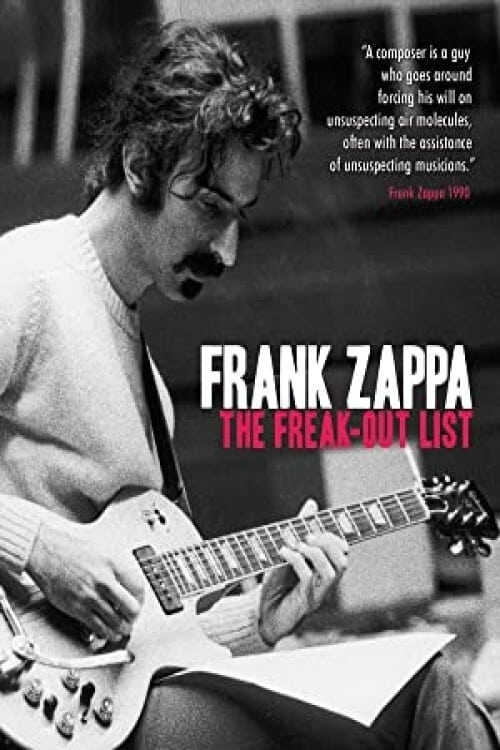 "A composer is a guy
who goes around
forcing his will on
unsuspecting air molecules,
often with the assistance
of unsuspecting musicians."
Frank Zappa 1990
FRANK ZAPPA
THE FREAK-OUT LIST